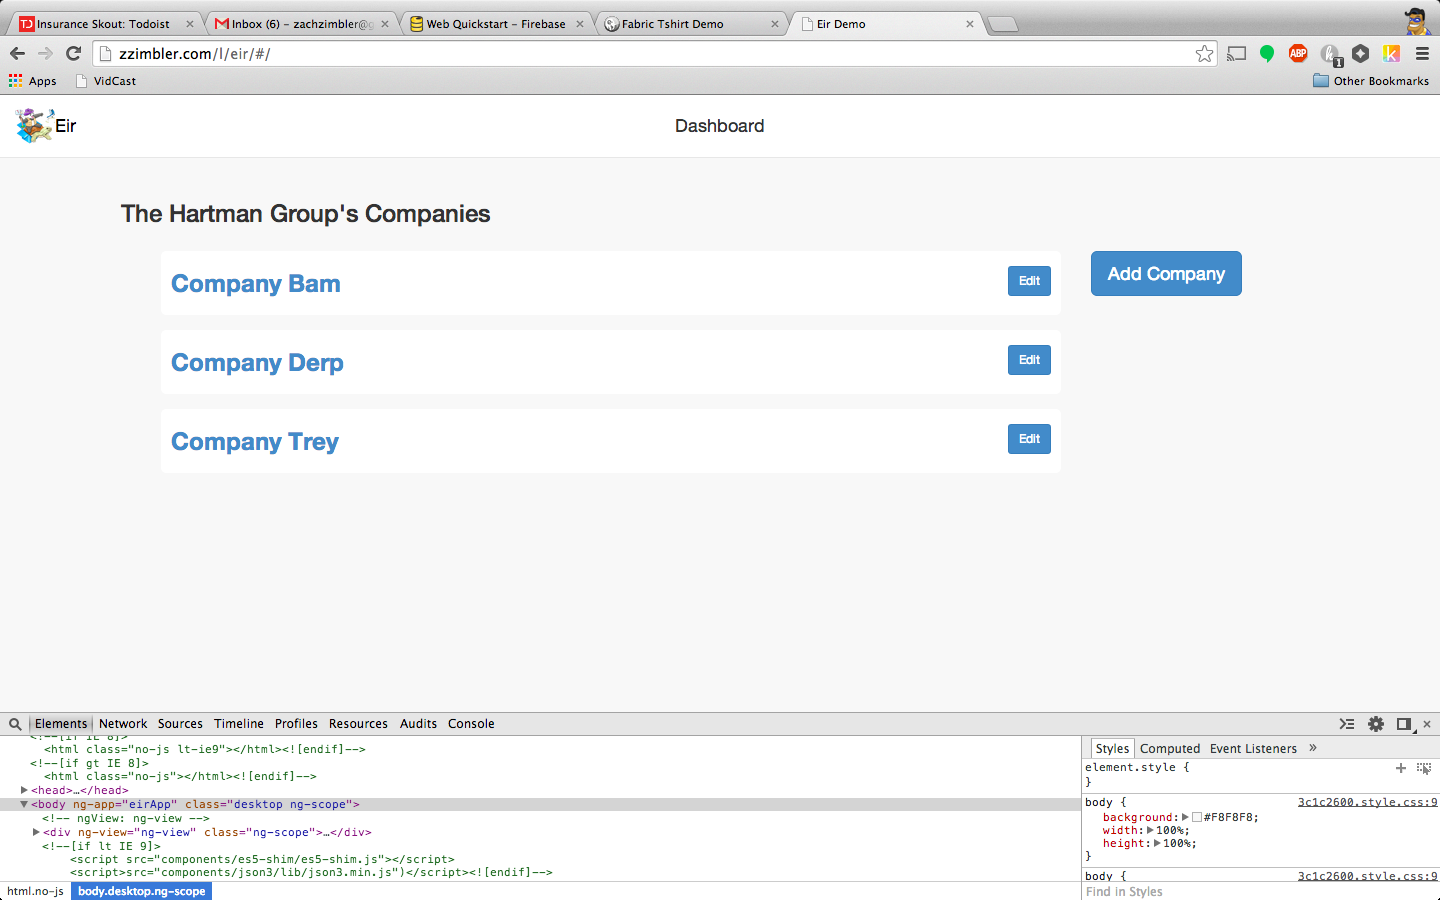 Insurance Skout: Todoist
Inbox (6) – zachzimbler@g
Web Quickstart – Firebase
Fabric Tshirt Demo
Eir Demo
zzimbler.com/l/eir/#/
ABP
1
Apps
VidCast
Other Bookmarks
Eir
Dashboard
The Hartman Group's Companies
Company Bam
Edit
Add Company
Company Derp
Edit
Company Trey
Edit
Elements Network Sources Timeline Profiles Resources Audits Console
<!--[if IE 8]>
<html class="no-js lt-ie9"></html><![endif]-->
<!--[if gt IE 8]>
<html class="no-js"></html><![endif]-->
<head>…</head>
<body ng-app="eirApp" class="desktop ng-scope">
<!-- ngView: ng-view -->
<div ng-view="ng-view" class="ng-scope">…</div>
<!--[if lt IE 9]>
<script src="components/es5-shim/es5-shim.js"></script>
<script>src="components/json3/lib/json3.min.js")</script><![endif]-->
html.no-js body.desktop.ng-scope
Styles Computed Event Listeners »
element.style {
}
body { 3c1c2600.style.css:9
background: #F8F8F8;
width: 100%;
height: 100%;
}
body { 3c1c2600.style.css:9
Find in Styles